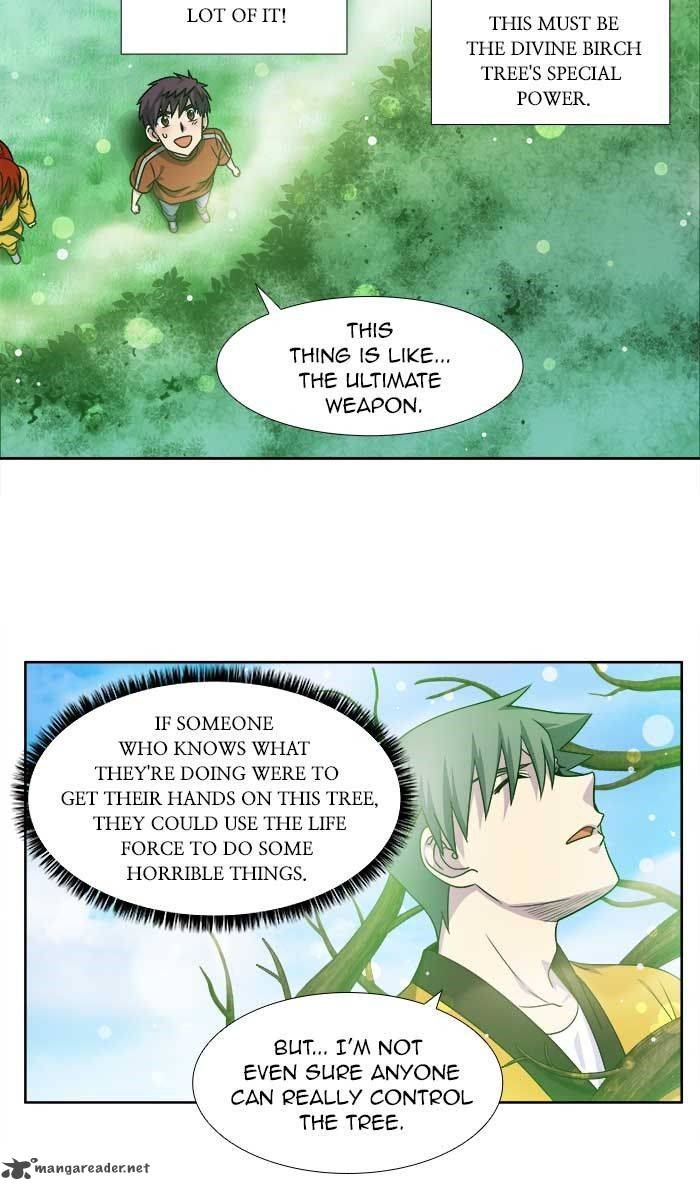 LOT OF IT!
THIS MUST BE
THE DIVINE BIRCH
TREE'S SPECIAL
POWER.
THIS
THING IS LIKE...
THE ULTIMATE
WEAPON.
IF SOMEONE
WHO KNOWS WHAT
THEY'RE DOING WERE TO
GET THEIR HANDS ON THIS TREE,
THEY COULD USE THE LIFE
FORCE TO DO SOME
HORRIBLE THINGS.
BUT... I'M NOT
EVEN SURE ANYONE
CAN REALLY CONTROL
THE TREE.
mangareader.net